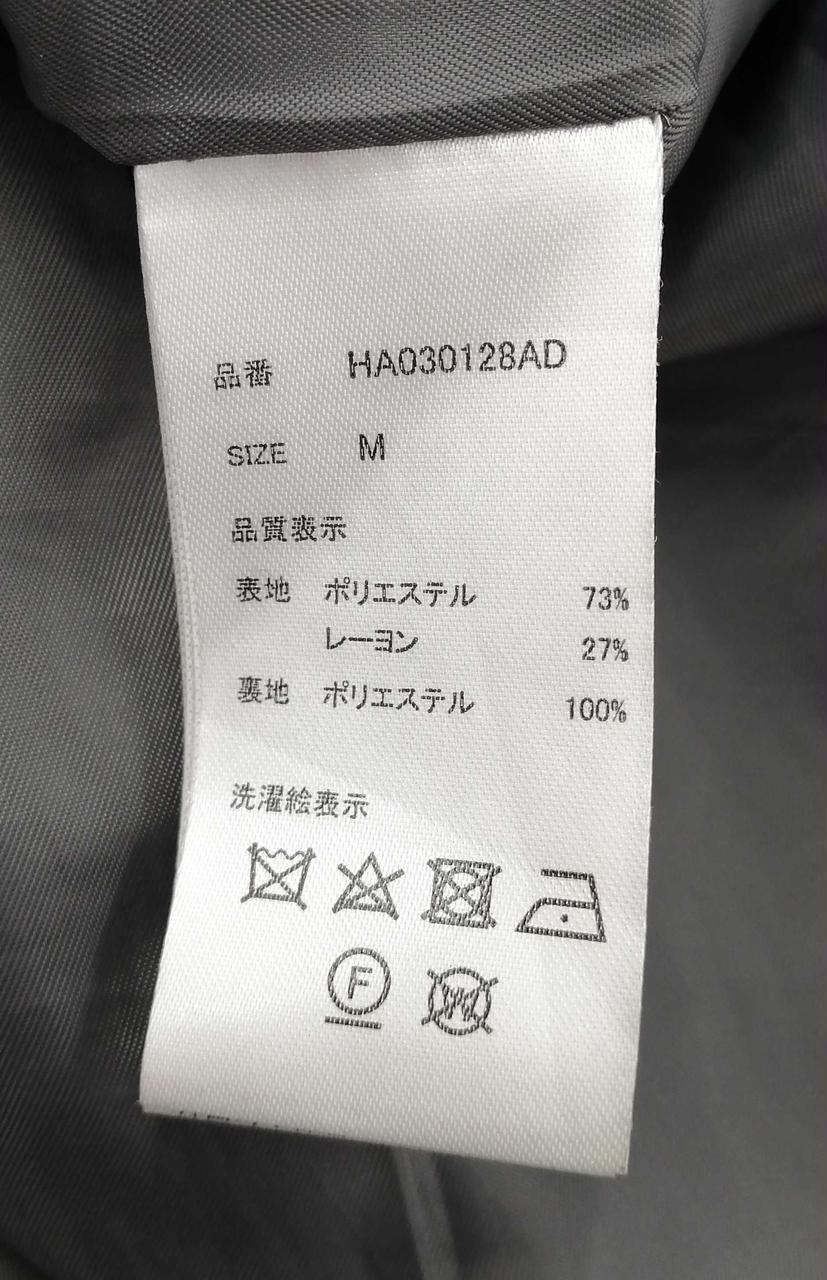 品番 HA030128AD
SIZE M
品質表示
表地 ポリエステル 73%
レーヨン 27%
裏地 ポリエステル 100%
洗濯絵表示
F W